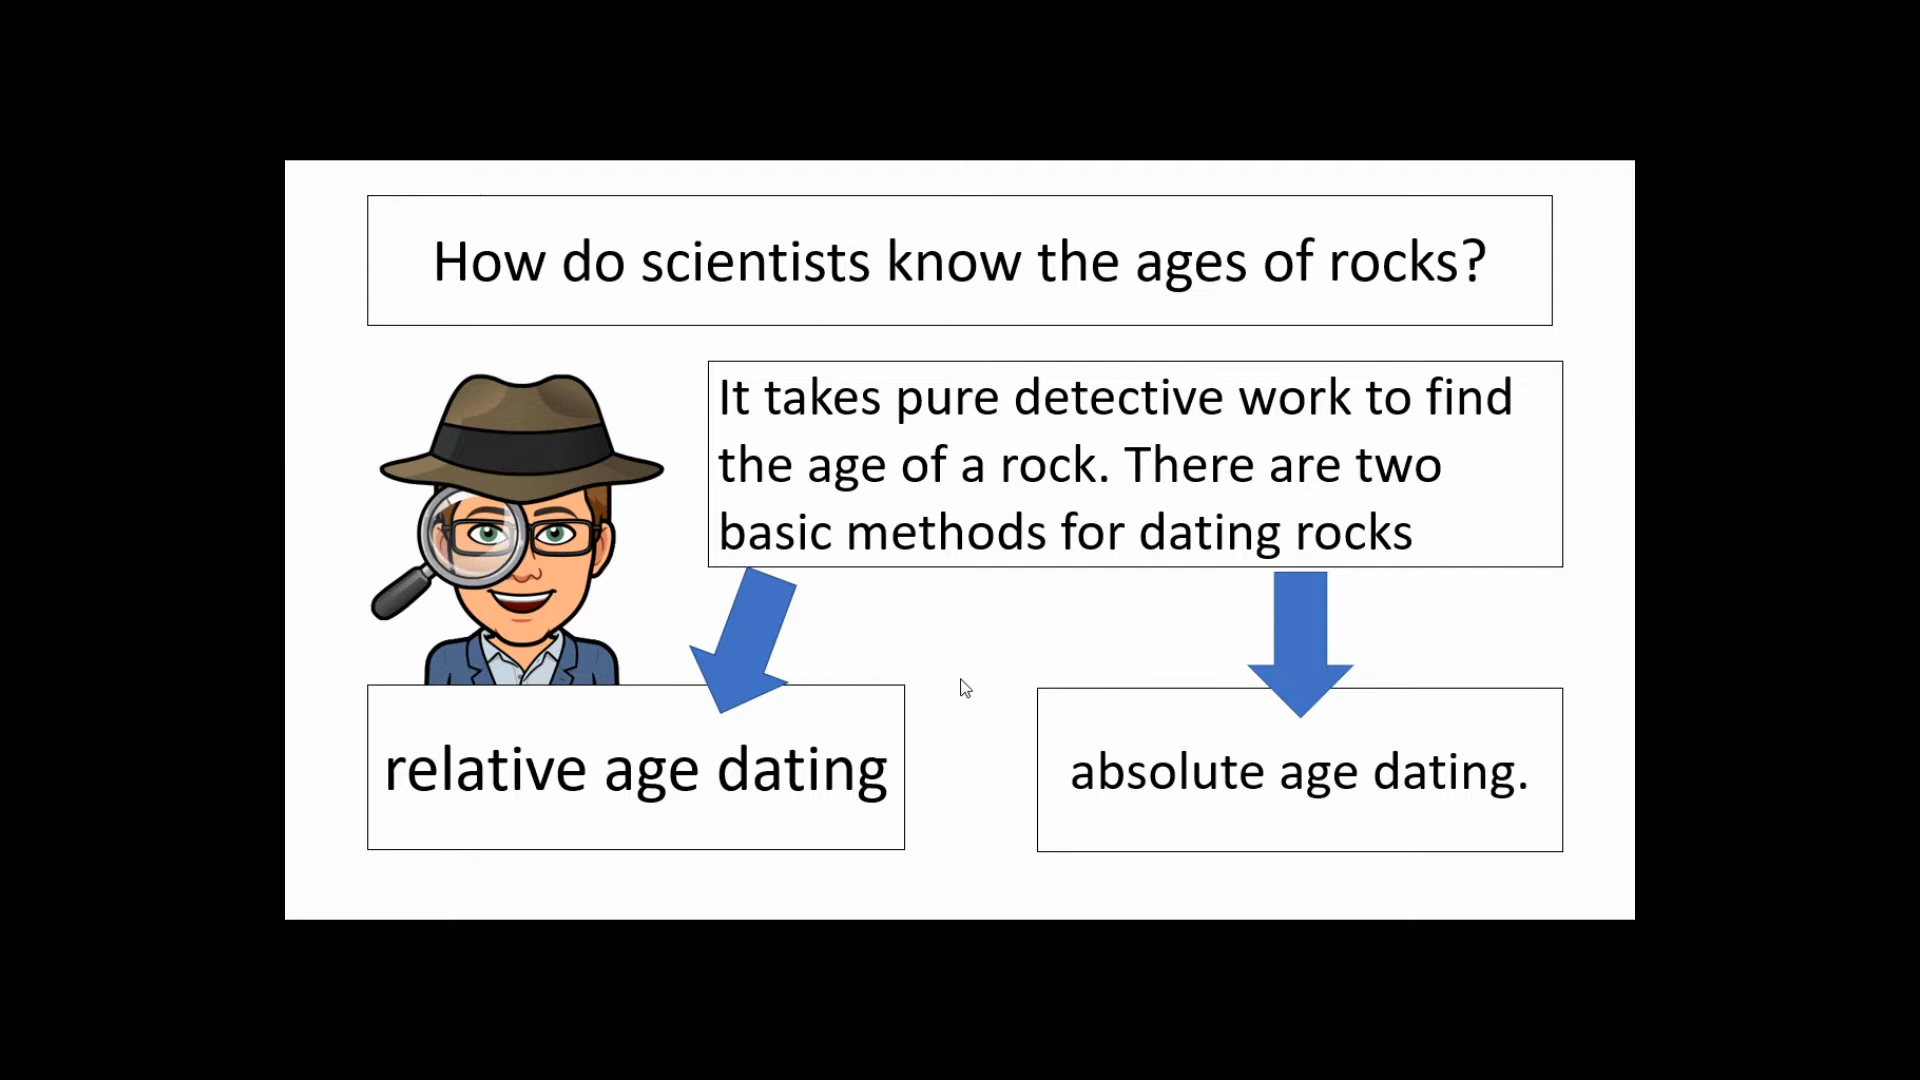 How do scientists know the ages of rocks?
It takes pure detective work to find
the age of a rock. There are two
basic methods for dating rocks
relative age dating
absolute age dating.